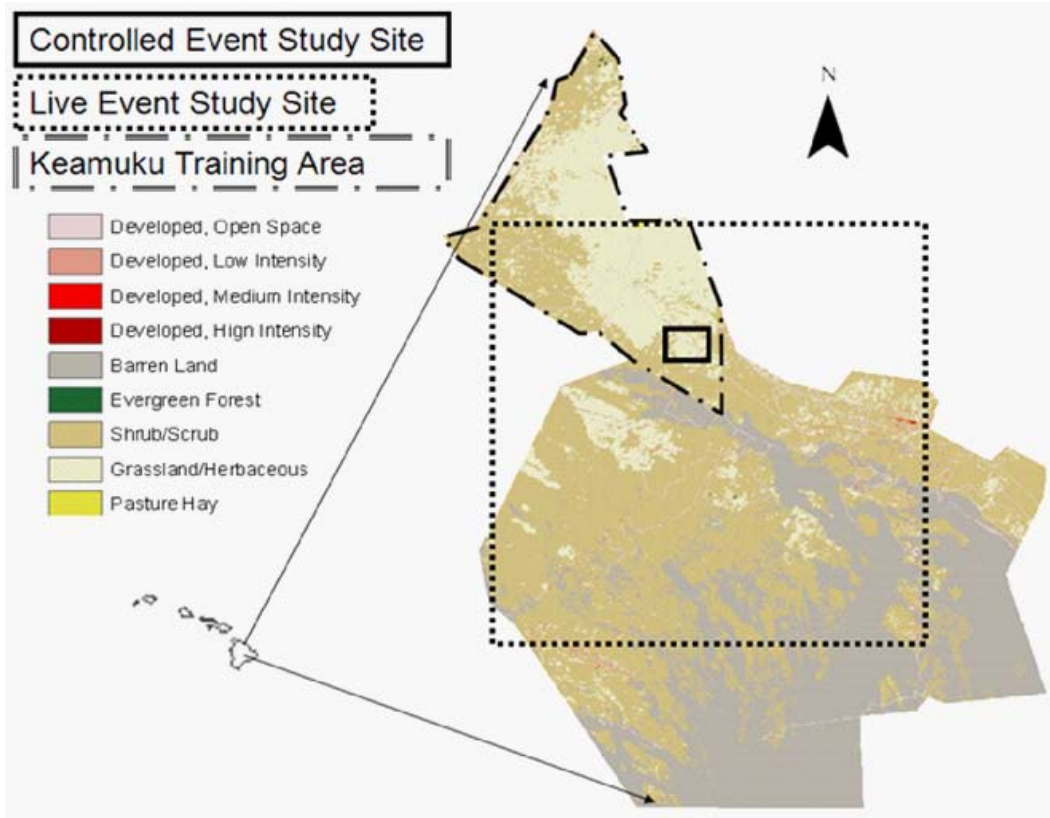 Controlled Event Study Site
Live Event Study Site
Keamuku Training Area
N
Developed, Open Space
Developed, Low Intensity
Developed, Medium Intensity
Developed, Hign Intensity
Barren Land
Evergreen Forest
Shrub/Scrub
Grassland/Herbaceous
Pasture Hay